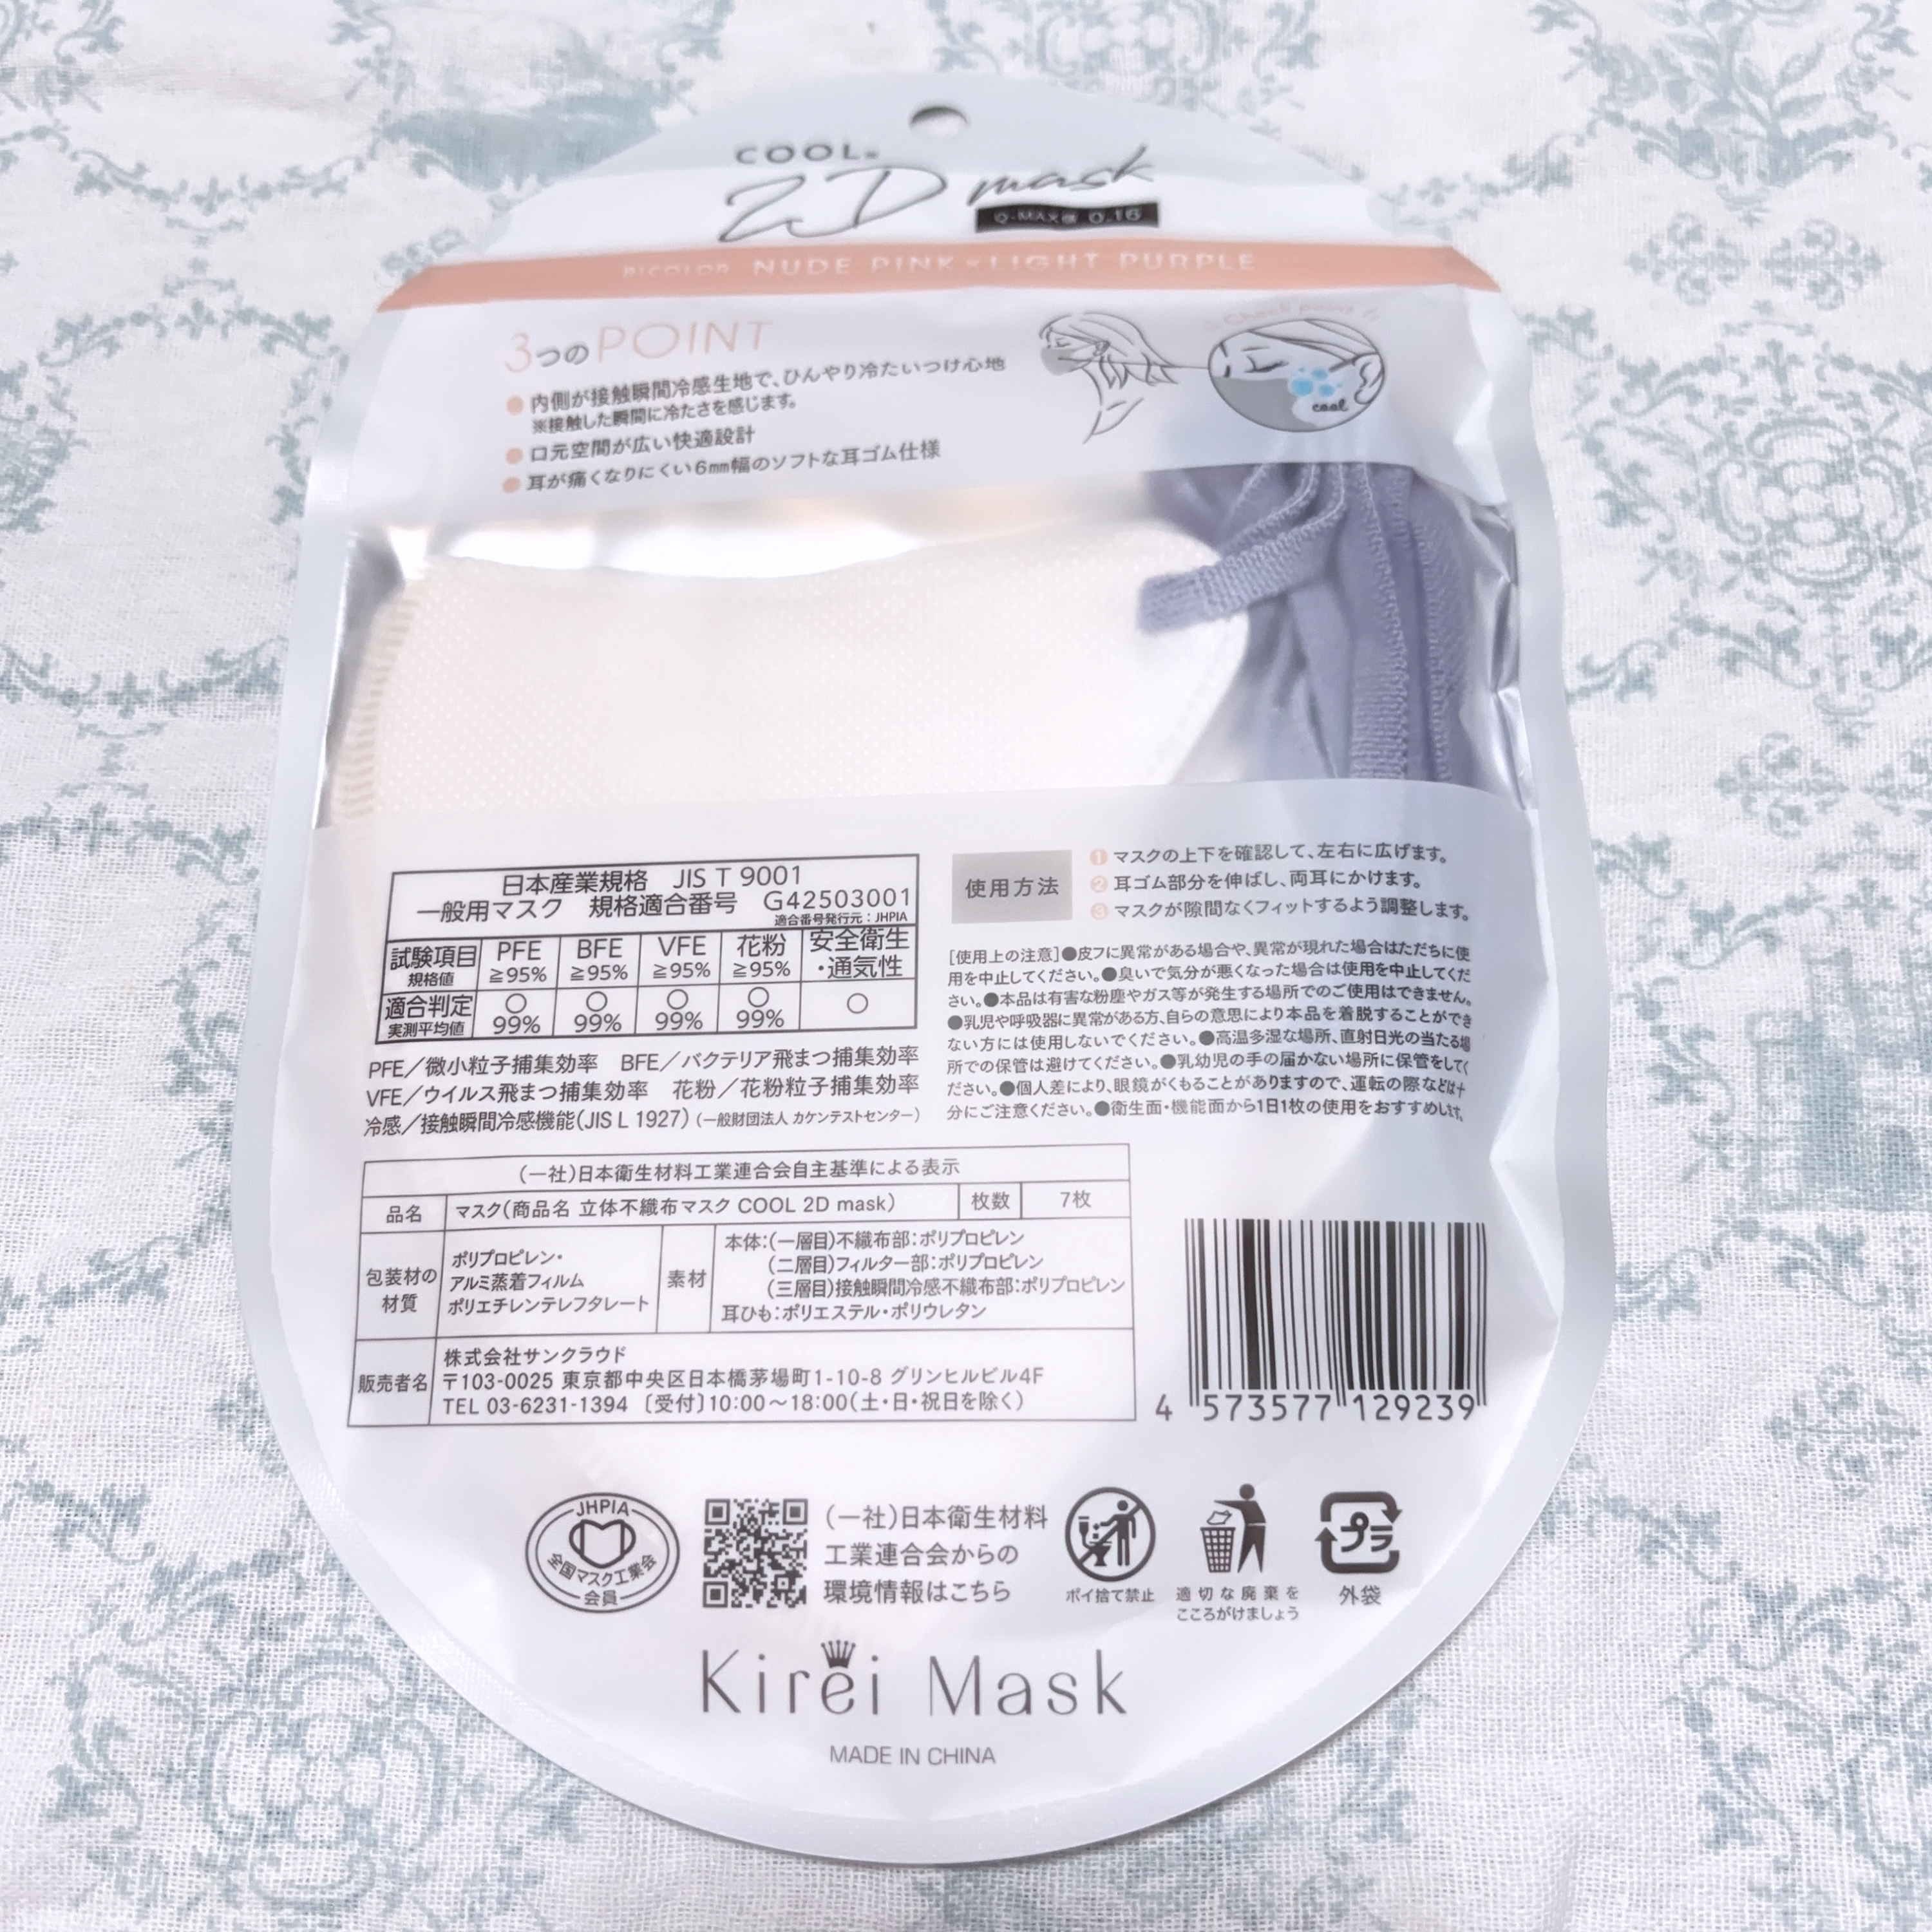 COOL
2D mask
Q-MAX値 0.16
BICOLOR NUDE PINK × LIGHT PURPLE
3つのPOINT
● 内側が接触瞬間冷感生地で、ひんやり冷たいつけ心地
※接触した瞬間に冷たさを感じます。
● 口元空間が広い快適設計
● 耳が痛くなりにくい6mm幅のソフトな耳ゴム仕様
Check point
cool
日本産業規格 JIS T 9001
一般用マスク 規格適合番号 G42503001
適合番号発行元：JHPIA
試験項目 規格値 PFE ≧95% BFE ≧95% VFE ≧95% 花粉 ≧95% 安全衛生・通気性
適合判定 実測平均値 ○ 99% ○ 99% ○ 99% ○ 99% ○
PFE／微小粒子捕集効率 BFE／バクテリア飛まつ捕集効率
VFE／ウイルス飛まつ捕集効率 花粉／花粉粒子捕集効率
冷感／接触瞬間冷感機能(JIS L 1927)（一般財団法人 カケンテストセンター）
使用方法
1 マスクの上下を確認して、左右に広げます。
2 耳ゴム部分を伸ばし、両耳にかけます。
3 マスクが隙間なくフィットするよう調整します。
[使用上の注意]●皮フに異常がある場合や、異常が現れた場合はただちに使
用を中止してください。●臭いで気分が悪くなった場合は使用を中止してくだ
さい。●本品は有害な粉塵やガス等が発生する場所でのご使用はできません。
●乳児や呼吸器に異常がある方、自らの意思により本品を着脱することができ
ない方には使用しないでください。●高温多湿な場所、直射日光の当たる場
所での保管は避けてください。●乳幼児の手の届かない場所に保管をしてく
ださい。●個人差により、眼鏡がくもることがありますので、運転の際などは十
分にご注意ください。●衛生面・機能面から1日1枚の使用をおすすめします。
（一社）日本衛生材料工業連合会自主基準による表示
品名 マスク（商品名 立体不織布マスク COOL 2D mask） 枚数 7枚
包装材の材質
ポリプロピレン・
アルミ蒸着フィルム
ポリエチレンテレフタレート
素材
本体：（一層目）不織布部：ポリプロピレン
（二層目）フィルター部：ポリプロピレン
（三層目）接触瞬間冷感不織布部：ポリプロピレン
耳ひも：ポリエステル・ポリウレタン
販売者名
株式会社サンクラウド
〒103-0025 東京都中央区日本橋茅場町1-10-8 グリンヒルビル4F
TEL 03-6231-1394 〔受付〕10:00～18:00（土・日・祝日を除く）
4 573577 129239
JHPIA
全国マスク工業会
会員
（一社）日本衛生材料
工業連合会からの
環境情報はこちら
ポイ捨て禁止
適切な廃棄を
こころがけましょう
プラ
外袋
Kirei Mask
MADE IN CHINA